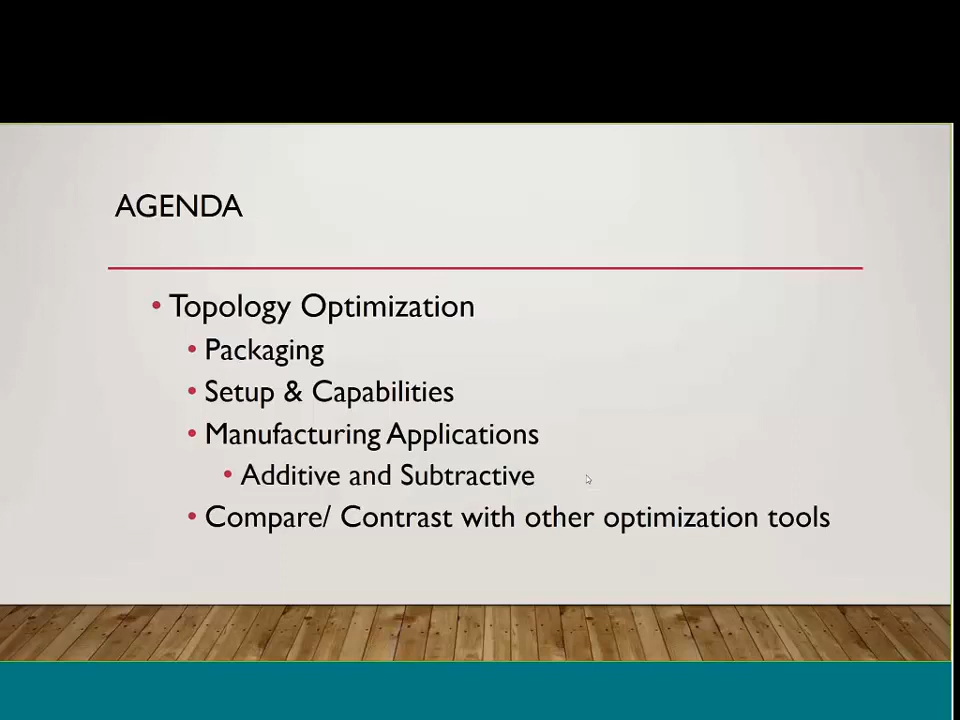 AGENDA
• Topology Optimization
• Packaging
• Setup & Capabilities
• Manufacturing Applications
• Additive and Subtractive
• Compare/ Contrast with other optimization tools